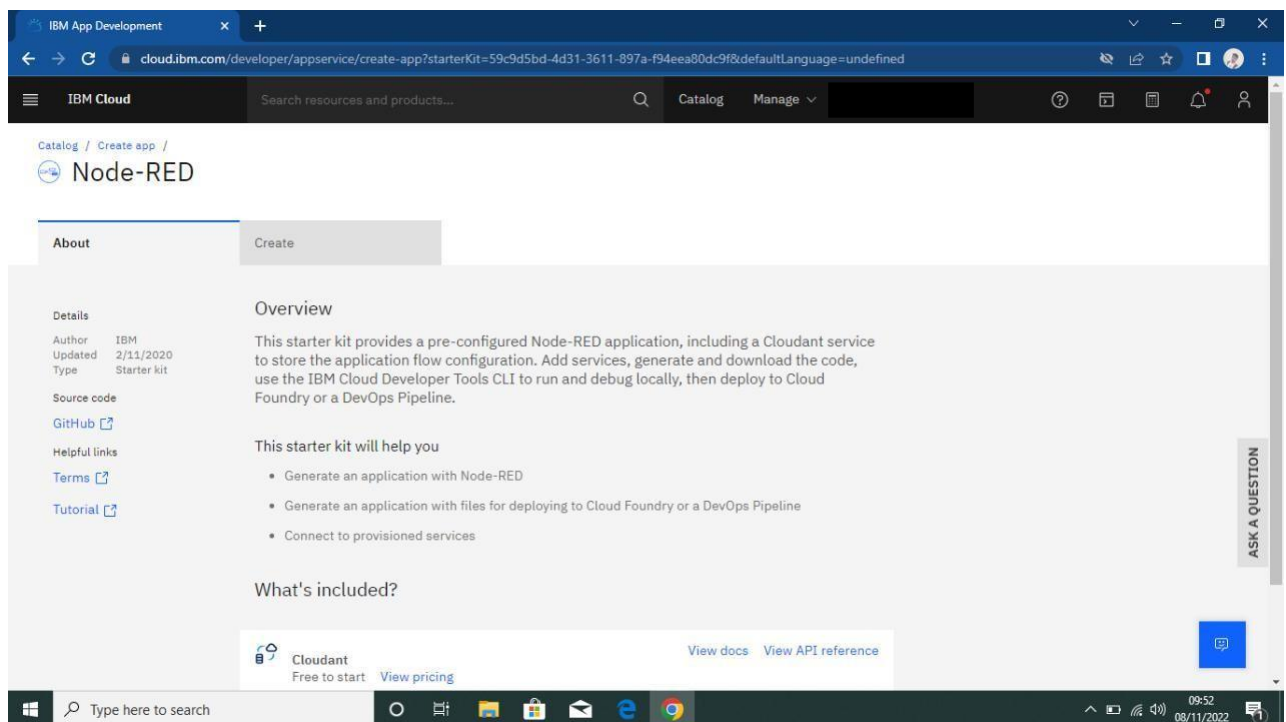 IBM App Development
cloud.ibm.com/developer/appservice/create-app?starterKit=59c9d5bd-4d31-3611-897a-f94eea80dc9f&defaultLanguage=undefined
IBM Cloud
Search resources and products...
Catalog
Manage
Catalog / Create app /
Node-RED
About
Create
Details
Author IBM
Updated 2/11/2020
Type Starter kit
Source code
GitHub
Helpful links
Terms
Tutorial
Overview
This starter kit provides a pre-configured Node-RED application, including a Cloudant service
to store the application flow configuration. Add services, generate and download the code,
use the IBM Cloud Developer Tools CLI to run and debug locally, then deploy to Cloud
Foundry or a DevOps Pipeline.
This starter kit will help you
• Generate an application with Node-RED
• Generate an application with files for deploying to Cloud Foundry or a DevOps Pipeline
• Connect to provisioned services
What's included?
Cloudant
Free to start View pricing
View docs View API reference
ASK A QUESTION
Type here to search
09:52
08/11/2022
1